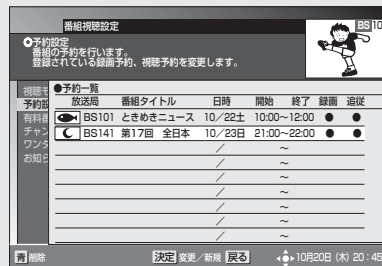 番組視聴設定
BS 10
予約設定
番組の予約を行います。
登録されている録画予約、視聴予約を変更します。
視聴モ
予約設
有料番
チャン
ワンタ
お知ら
●予約一覧
放送局 番組タイトル 日時 開始 終了 録画 追従
BS101 ときめきニュース 10/22土 10:00~12:00 ● ●
BS141 第17回 全日本 10/23日 21:00~22:00 ● ●
/ ~
/ ~
/ ~
/ ~
/ ~
/ ~
青 削除 決定 変更/新規 戻る 10月20日 (木) 20:45